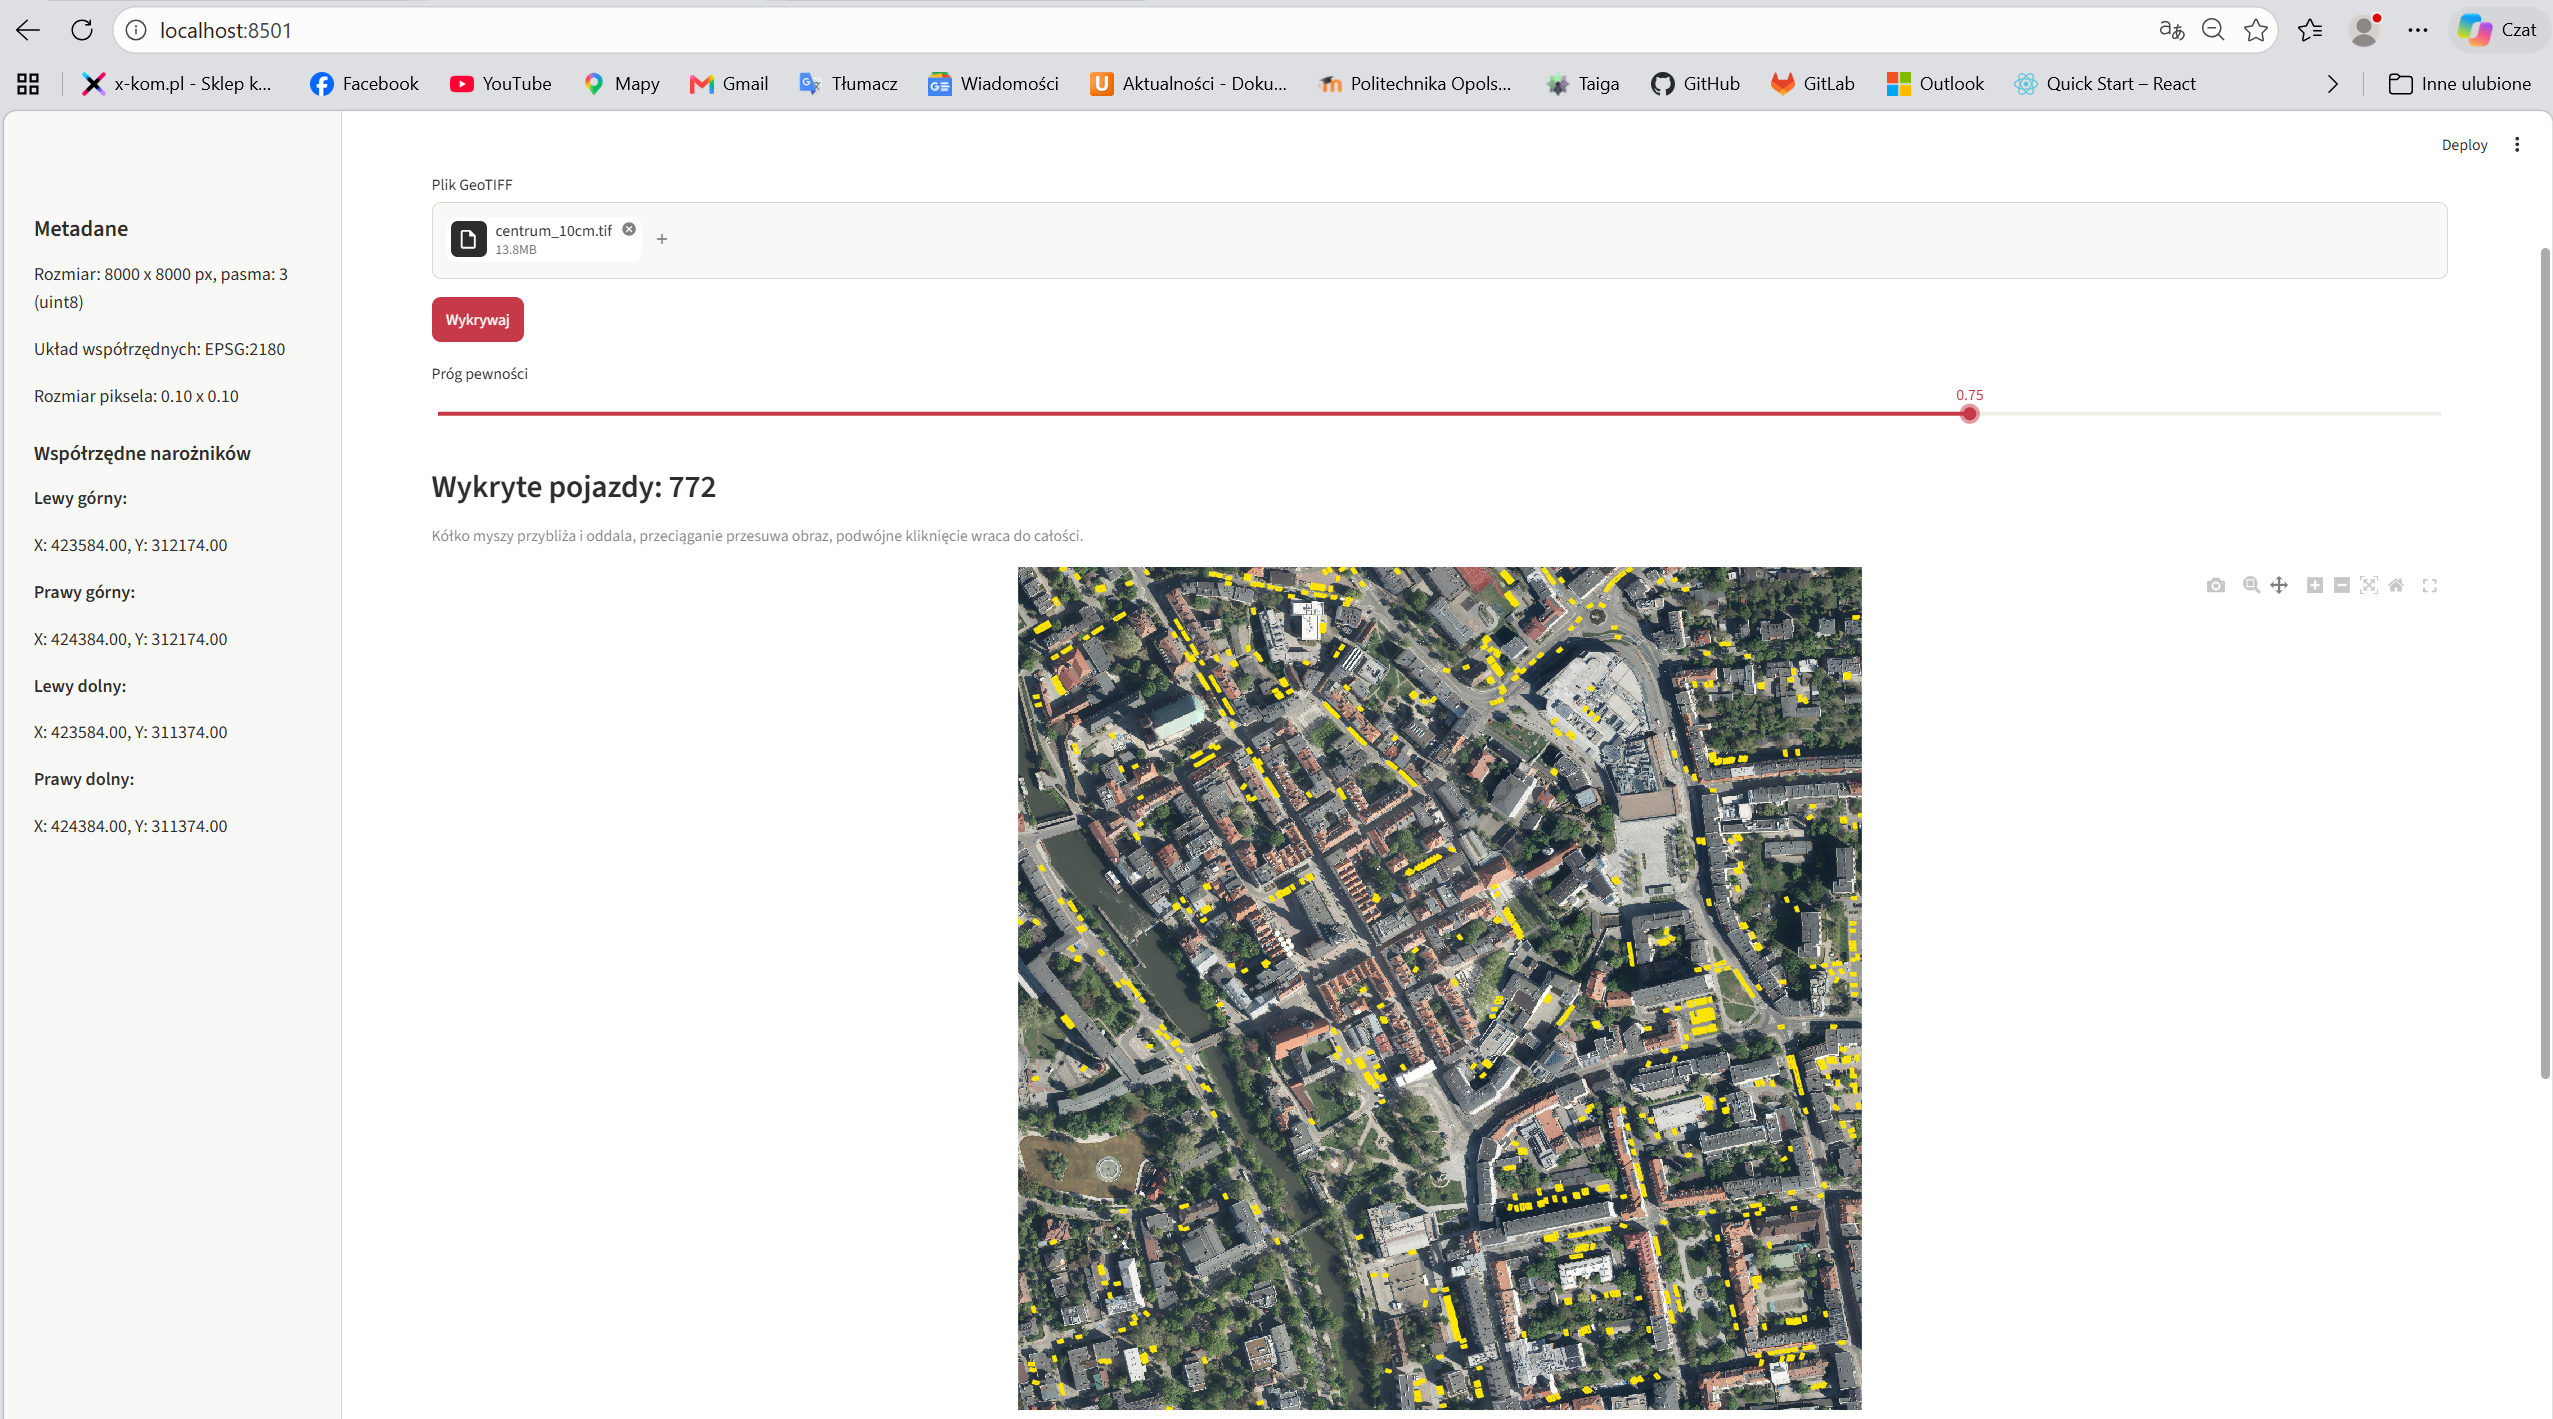 localhost:8501
Czat
x-kom.pl - Sklep k...
Facebook
YouTube
Mapy
Gmail
Tłumacz
Wiadomości
Aktualności - Doku...
Politechnika Opols...
Taiga
GitHub
GitLab
Outlook
Quick Start – React
Inne ulubione
Deploy
Metadane
Rozmiar: 8000 x 8000 px, pasma: 3
(uint8)
Układ współrzędnych: EPSG:2180
Rozmiar piksela: 0.10 x 0.10
Współrzędne narożników
Lewy górny:
X: 423584.00, Y: 312174.00
Prawy górny:
X: 424384.00, Y: 312174.00
Lewy dolny:
X: 423584.00, Y: 311374.00
Prawy dolny:
X: 424384.00, Y: 311374.00
Plik GeoTIFF
centrum_10cm.tif
13.8MB
Wykrywaj
Próg pewności
0.75
Wykryte pojazdy: 772
Kółko myszy przybliża i oddala, przeciąganie przesuwa obraz, podwójne kliknięcie wraca do całości.